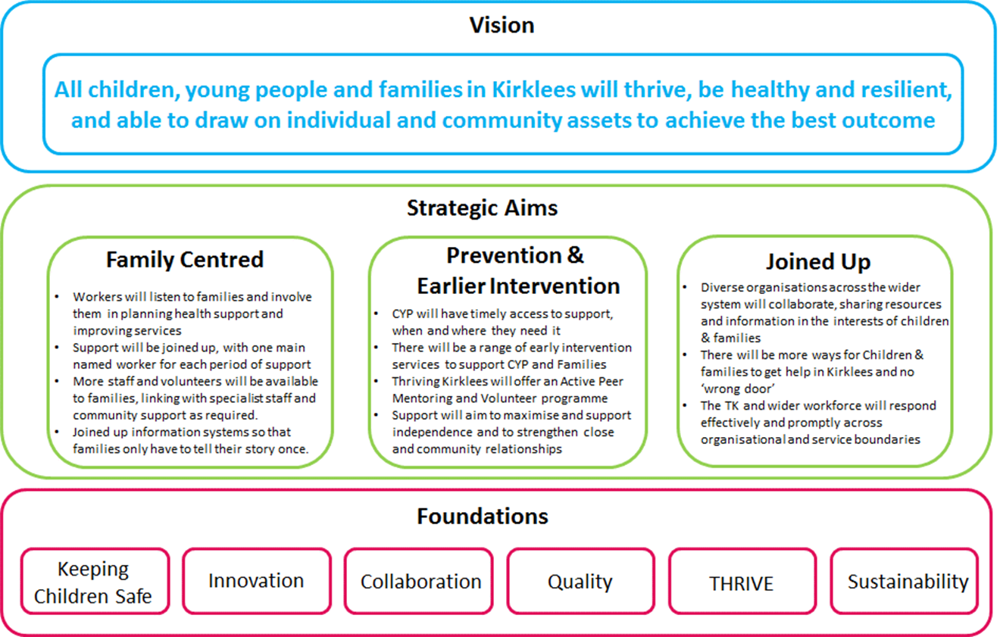 Vision
All children, young people and families in Kirklees will thrive, be healthy and resilient,
and able to draw on individual and community assets to achieve the best outcome
Strategic Aims
Family Centred
• Workers will listen to families and involve
them in planning health support and
improving services
• Support will be joined up, with one main
named worker for each period of support
• More staff and volunteers will be available
to families, linking with specialist staff and
community support as required.
• Joined up information systems so that
families only have to tell their story once.
Prevention &
Earlier Intervention
• CYP will have timely access to support,
when and where they need it
• There will be a range of early intervention
services to support CYP and Families
• Thriving Kirklees will offer an Active Peer
Mentoring and Volunteer programme
• Support will aim to maximise and support
independence and to strengthen close
and community relationships
Joined Up
• Diverse organisations across the wider
system will collaborate, sharing resources
and information in the interests of children
& families
• There will be more ways for Children &
families to get help in Kirklees and no
‘wrong door’
• The TK and wider workforce will respond
effectively and promptly across
organisational and service boundaries
Foundations
Keeping
Children Safe
Innovation
Collaboration
Quality
THRIVE
Sustainability